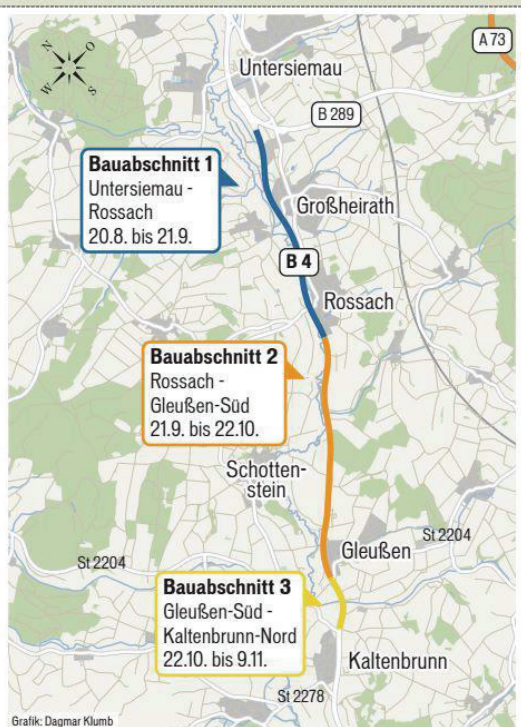 A 73
N
O
W
S
Untersiemau
B 289
Bauabschnitt 1
Untersiemau -
Rossach
20.8. bis 21.9.
Großheirath
B 4
Rossach
Bauabschnitt 2
Rossach -
Gleußen-Süd
21.9. bis 22.10.
Schotten-
stein
St 2204
Gleußen
St 2204
Bauabschnitt 3
Gleußen-Süd -
Kaltenbrunn-Nord
22.10. bis 9.11.
Kaltenbrunn
St 2278
Grafik: Dagmar Klumb